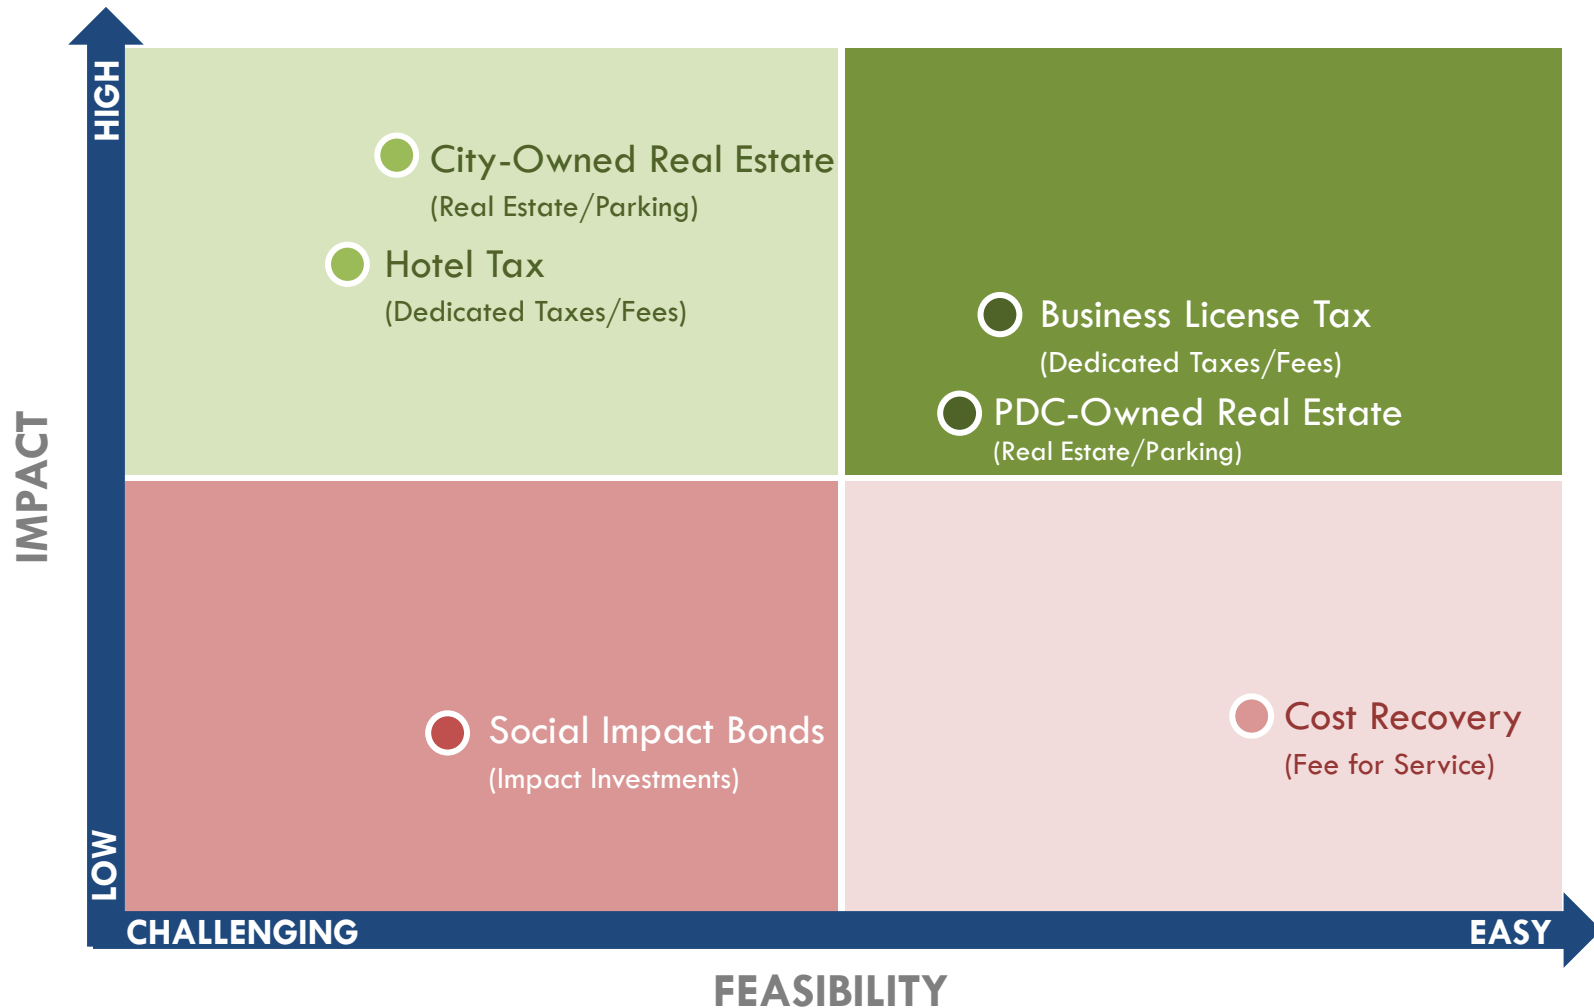 HIGH
City-Owned Real Estate
(Real Estate/Parking)
Hotel Tax
(Dedicated Taxes/Fees)
Business License Tax
(Dedicated Taxes/Fees)
PDC-Owned Real Estate
(Real Estate/Parking)
IMPACT
Social Impact Bonds
(Impact Investments)
Cost Recovery
(Fee for Service)
LOW
CHALLENGING
EASY
FEASIBILITY